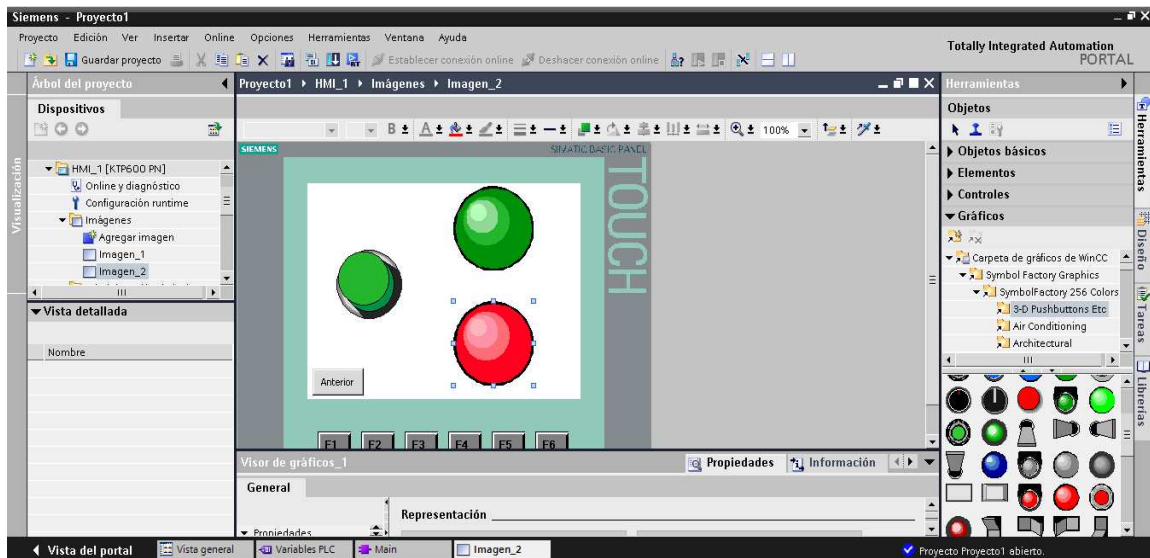 Siemens - Proyecto1
Proyecto Edición Ver Insertar Online Opciones Herramientas Ventana Ayuda
Guardar proyecto Establecer conexión online Deshacer conexión online
Totally Integrated Automation
PORTAL
Árbol del proyecto
Dispositivos
Visualización
HMI_1 [KTP600 PN]
Online y diagnóstico
Configuración runtime
Imágenes
Agregar imagen
Imagen_1
Imagen_2
Vista detallada
Nombre
Proyecto1 HMI_1 Imágenes Imagen_2
B A 100%
SIEMENS SIMATIC BASIC PANEL
TOUCH
Anterior
F1 F2 F3 F4 F5 F6
Visor de gráficos_1 Propiedades Información
General
Propiedades
Representación
Herramientas
Objetos
Objetos básicos
Elementos
Controles
Gráficos
Carpeta de gráficos de WinCC
Symbol Factory Graphics
SymbolFactory 256 Colors
3-D Pushbuttons Etc
Air Conditioning
Architectural
Herramientas
Diseño
Tareas
Librerías
Vista del portal Vista general Variables PLC Main Imagen_2 Proyecto Proyecto1 abierto.